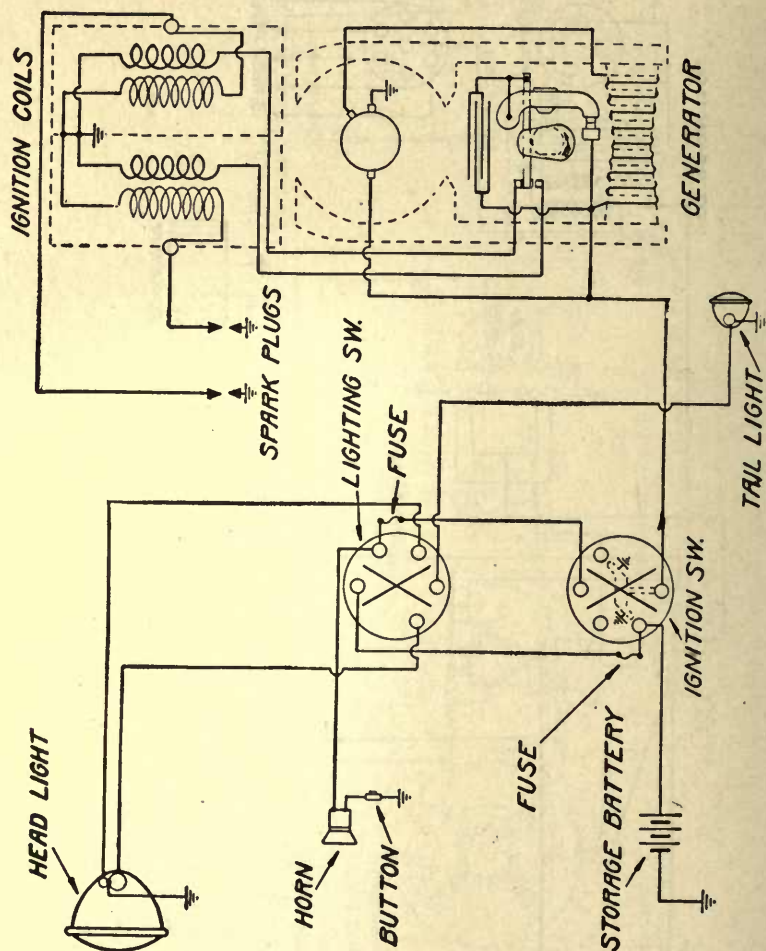 IGNITION COILS
GENERATOR
SPARK PLUGS
LIGHTING SW.
FUSE
TAIL LIGHT
IGNITION SW.
HEAD LIGHT
HORN
BUTTON
FUSE
STORAGE BATTERY